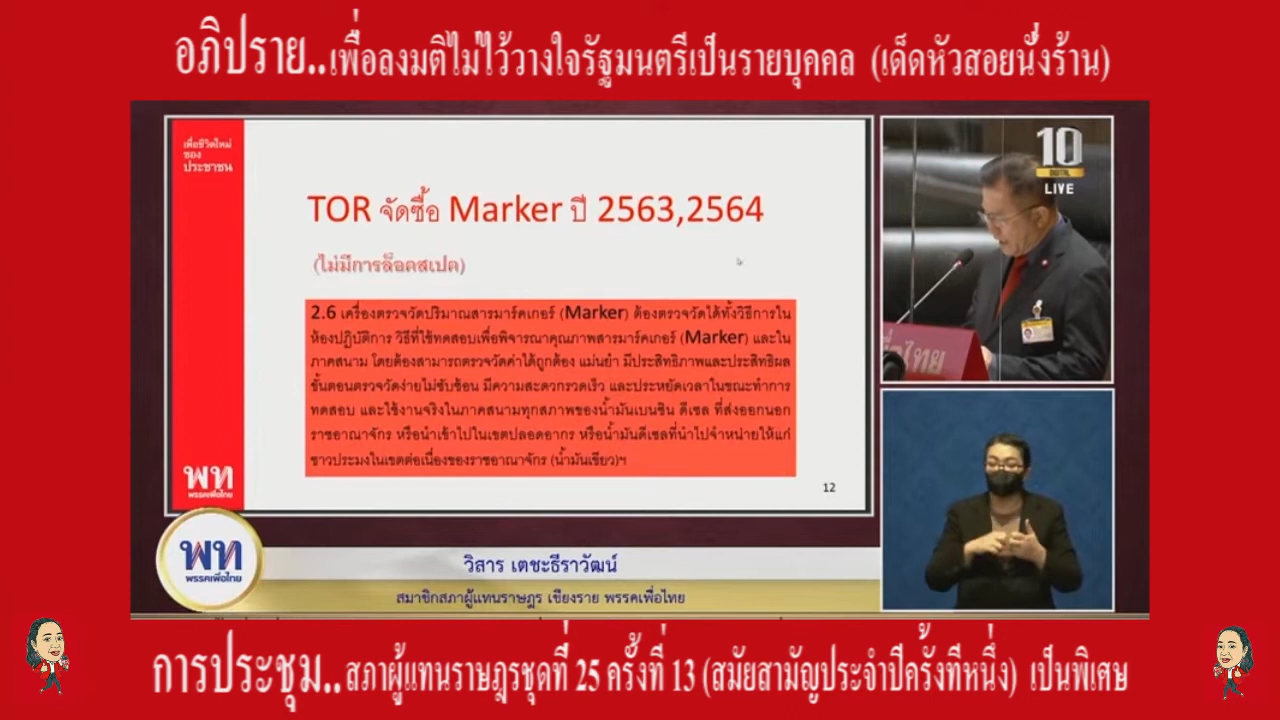 อภิปราย..เพื่อลงมติไม่ไว้วางใจรัฐมนตรีเป็นรายบุคคล (เด็ดหัวสอยนั่งร้าน)
เพื่อชีวิตใหม่
ของ
ประชาชน
TOR จัดซื้อ Marker ปี 2563,2564
(ไม่มีการล็อตสเปค)
2.6 เครื่องตรวจวัดปริมาณสารมาร์คเกอร์ (Marker) ต้องตรวจวัดได้ทั้งวิธีการใน
ห้องปฏิบัติการ วิธีที่ใช้ทดสอบเพื่อพิจารณาคุณภาพสารมาร์คเกอร์ (Marker) และใน
ภาคสนาม โดยต้องสามารถตรวจวัดค่าได้ถูกต้อง แม่นยำ มีประสิทธิภาพและประสิทธิผล
ขั้นตอนตรวจวัดง่ายไม่ซับซ้อน มีความสะดวกรวดเร็ว และประหยัดเวลาในขณะทำการ
ทดสอบ และใช้งานจริงในภาคสนามทุกสภาพของน้ำมันเบนซิน ดีเซล ที่ส่งออกนอก
ราชอาณาจักร หรือนำเข้าไปในเขตปลอดอากร หรือน้ำมันดีเซลที่นำไปจำหน่ายให้แก่
ชาวประมงในเขตต่อเนื่องของราชอาณาจักร (น้ำมันเขียว)ฯ
พท
พรรคเพื่อไทย
12
10
DIGITAL
LIVE
เพื่อไทย
พท
พรรคเพื่อไทย
วิสาร เตชะธีราวัฒน์
สมาชิกสภาผู้แทนราษฎร เชียงราย พรรคเพื่อไทย
การประชุม..สภาผู้แทนราษฎรชุดที่ 25 ครั้งที่ 13 (สมัยสามัญประจำปีครั้งที่หนึ่ง) เป็นพิเศษ